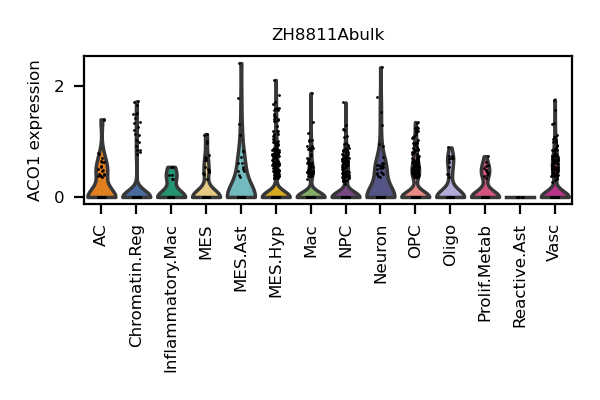 ZH8811Abulk
ACO1 expression
2
0
AC
Chromatin.Reg
Inflammatory.Mac
MES
MES.Ast
MES.Hyp
Mac
NPC
Neuron
OPC
Oligo
Prolif.Metab
Reactive.Ast
Vasc